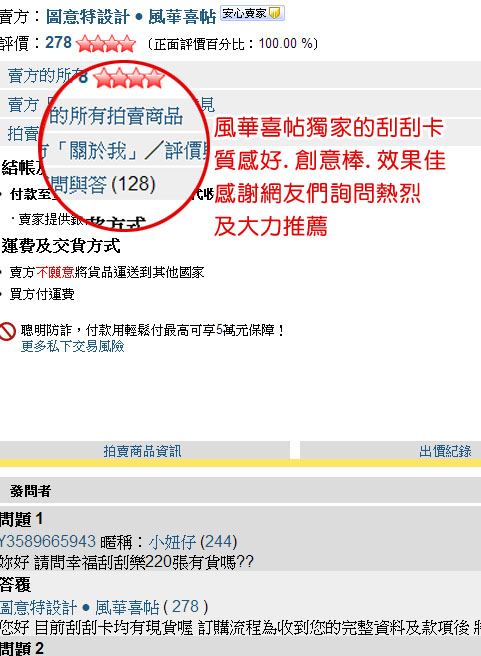 賣方：圖意特設計 ● 風華喜帖 安心賣家
評價：278 （正面評價百分比：100.00 %）
賣方的所有
8
賣方「
見
的所有拍賣商品
「關於我」／評價
問與答 (128)
拍賣
風華喜帖獨家的刮刮卡
質感好. 創意棒. 效果佳
感謝網友們詢問熱烈
及大力推薦
結帳及
方式
• 付款至
代收
· 賣家提供銀
運費及交貨方式
• 賣方不願意將貨品運送到其他國家
• 買方付運費
聰明防詐，付款用輕鬆付最高可享5萬元保障！
更多私下交易風險
拍賣商品資訊
出價紀錄
發問者
問題 1
Y3589665943 暱稱：小妞仔 (244)
妳好 請問幸福刮刮樂220張有貨嗎??
答覆
圖意特設計 ● 風華喜帖 ( 278 )
您好 目前刮刮卡均有現貨喔 訂購流程為收到您的完整資料及款項後
問題 2